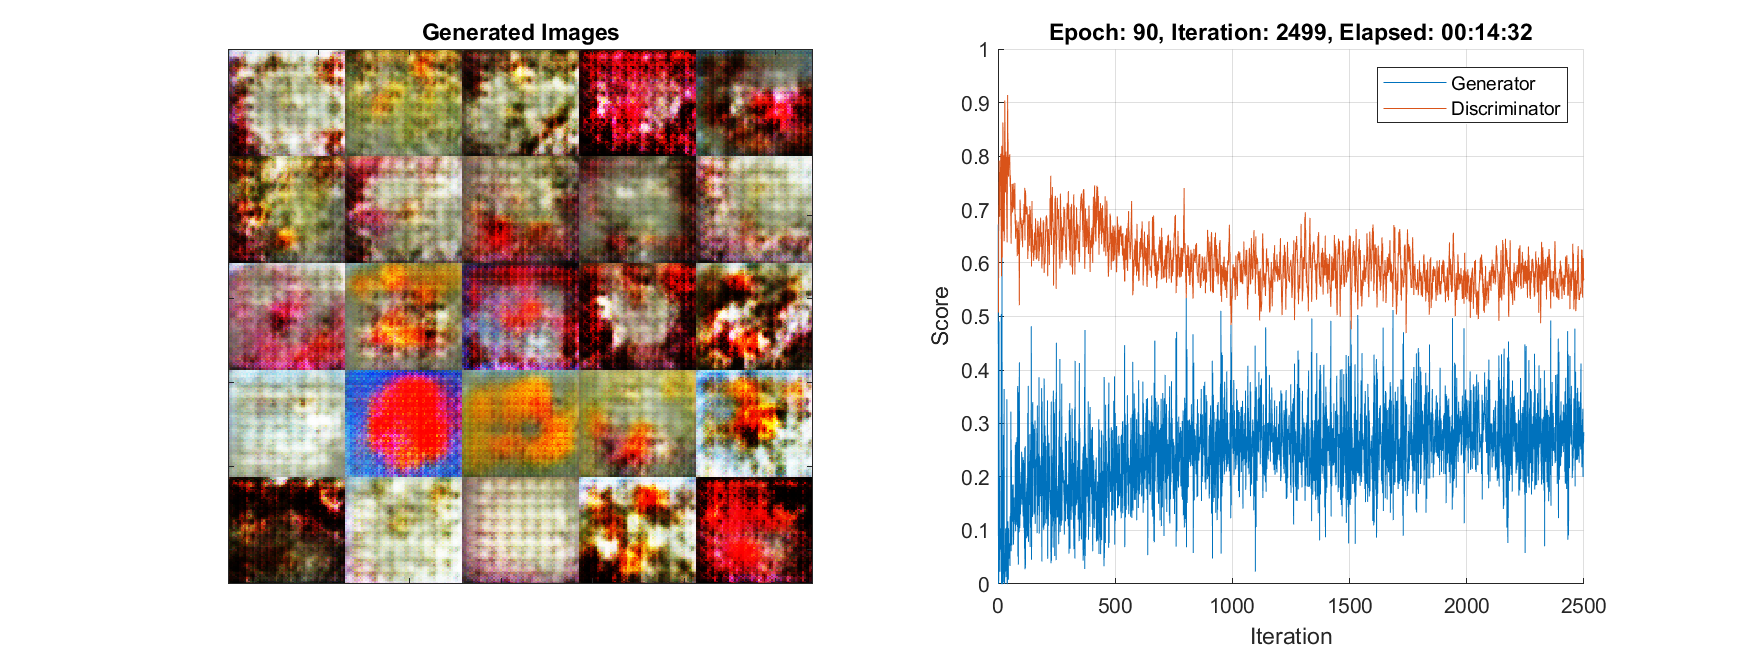 Generated Images
Epoch: 90, Iteration: 2499, Elapsed: 00:14:32
1
0.9
0.8
0.7
0.6
0.5
0.4
0.3
0.2
0.1
0
Score
Generator
Discriminator
0 500 1000 1500 2000 2500
Iteration